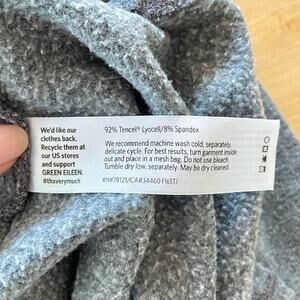 We'd like our
clothes back.
Recycle them at
our US stores
and support
GREEN EILEEN.
#thxverymuch
92% Tencel® Lyocell/8% Spandex
We recommend machine wash cold, separately,
delicate cycle. For best results, turn garment inside
out and place in a mesh bag. Do not use bleach.
Tumble dry low, separately. May be dry cleaned.
RN#78121/CA#34460 F16STJ